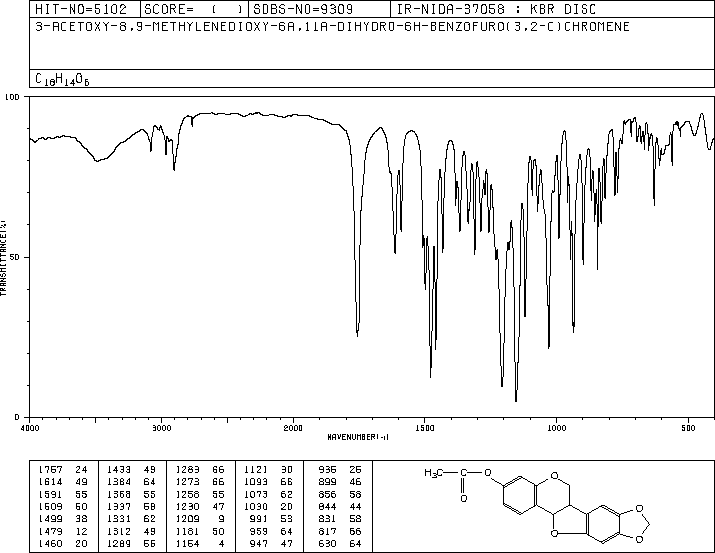 HIT-NO=5102 SCORE= ( ) SDBS-NO=9309 IR-NIDA-37058 : KBR DISC
3-ACETOXY-8,9-METHYLENEDIOXY-6A,11A-DIHYDRO-6H-BENZOFURO(3,2-C)CHROMENE
C18H14O6
100
50
0
TRANSMITTANCE(%)
4000 3000 2000 1500 1000 500
WAVENUMBER(-1)
1757 24 1433 49 1283 66 1121 30 936 26
1614 49 1384 64 1273 66 1093 66 899 46
1591 55 1368 55 1258 55 1073 62 856 58
1509 50 1337 58 1230 47 1030 20 844 44
1499 38 1331 62 1209 9 991 53 831 58
1479 12 1312 49 1181 50 959 64 817 56
1460 20 1289 55 1154 4 947 47 630 64
H3C C O O
O
O O
O O